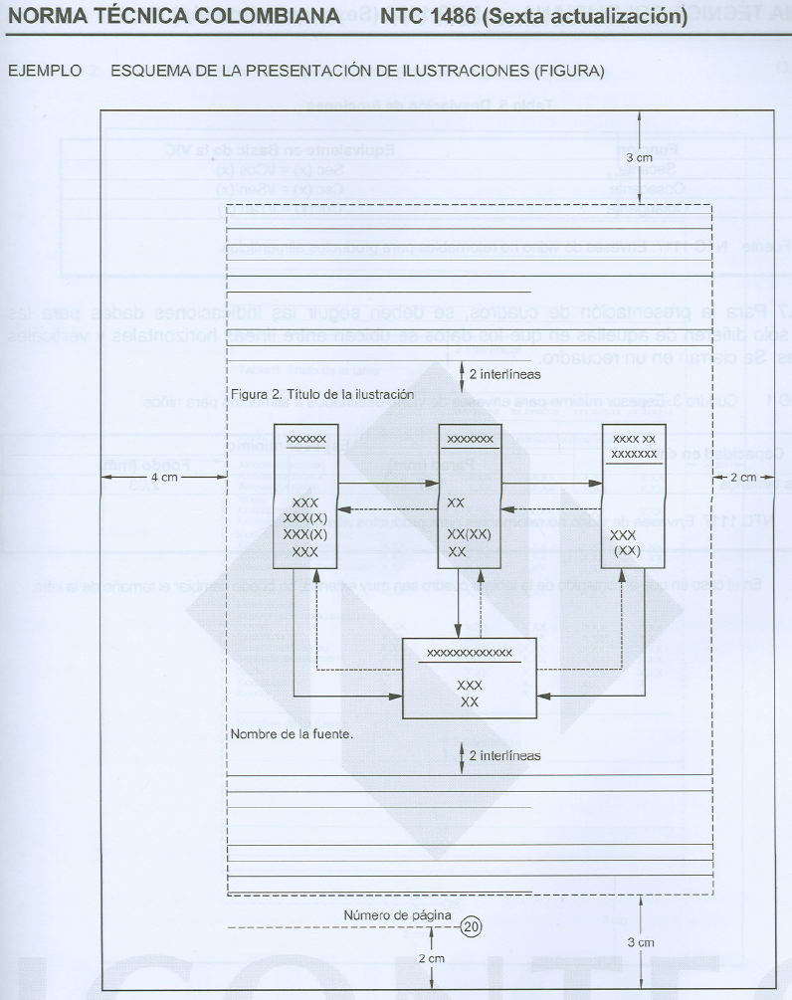 NORMA TÉCNICA COLOMBIANA NTC 1486 (Sexta actualización)
EJEMPLO ESQUEMA DE LA PRESENTACIÓN DE ILUSTRACIONES (FIGURA)
3 cm
2 interlíneas
Figura 2. Título de la ilustración
xxxxxx
xxxxxxx
xxxx xx
xxxxxxx
4 cm
2 cm
XXX
XXX(X)
XXX(X)
XXX
XX
XX(XX)
XX
XXX
(XX)
xxxxxxxxxxxxx
XXX
XX
Nombre de la fuente.
2 interlíneas
Número de página
20
2 cm
3 cm
ICONTEC